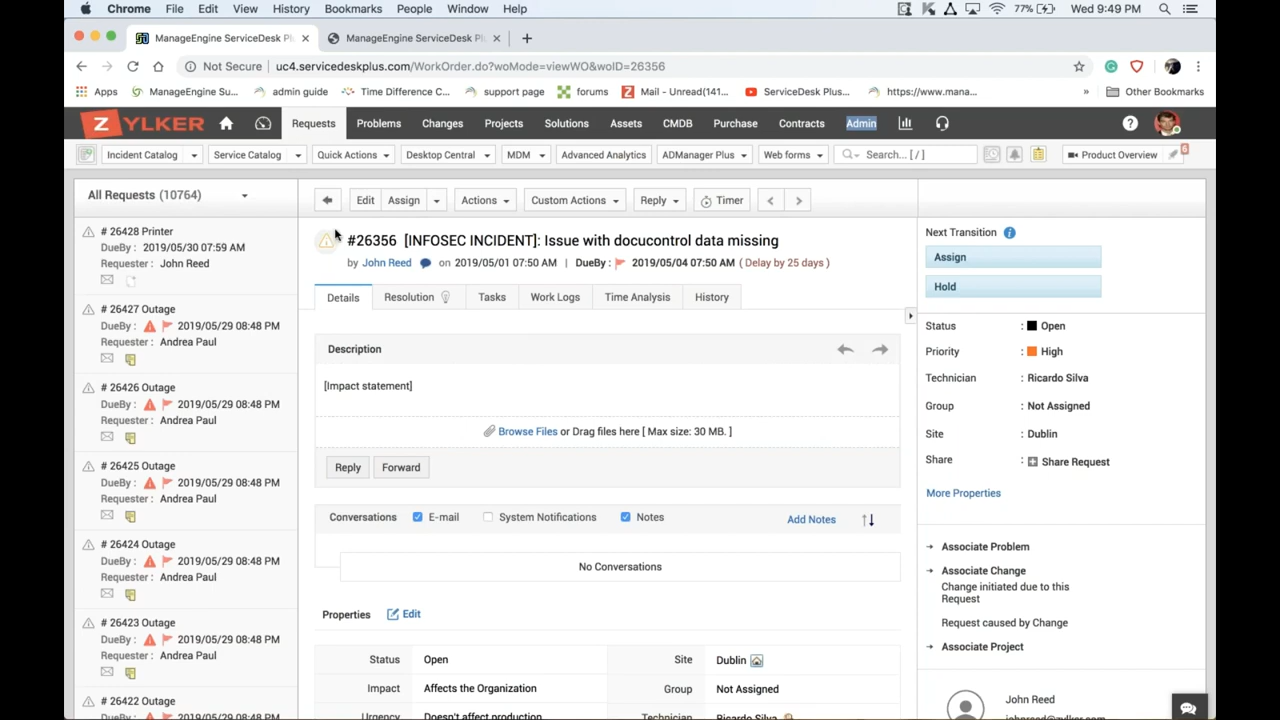 Chrome File Edit View History Bookmarks People Window Help 77% Wed 9:49 PM
ManageEngine ServiceDesk Pl ManageEngine ServiceDesk Pl
Not Secure uc4.servicedeskplus.com/WorkOrder.do?woMode=viewWO&woID=26356
Apps ManageEngine Su... admin guide Time Difference C... support page forums Mail - Unread(141... ServiceDesk Plus... https://www.mana... » Other Bookmarks
ZYLKER Requests Problems Changes Projects Solutions Assets CMDB Purchase Contracts Admin
Incident Catalog Service Catalog Quick Actions Desktop Central MDM Advanced Analytics ADManager Plus Web forms Search... [ / ] Product Overview 6
All Requests (10764)
# 26428 Printer
DueBy : 2019/05/30 07:59 AM
Requester : John Reed
# 26427 Outage
DueBy : 2019/05/29 08:48 PM
Requester : Andrea Paul
# 26426 Outage
DueBy : 2019/05/29 08:48 PM
Requester : Andrea Paul
# 26425 Outage
DueBy : 2019/05/29 08:48 PM
Requester : Andrea Paul
# 26424 Outage
DueBy : 2019/05/29 08:48 PM
Requester : Andrea Paul
# 26423 Outage
DueBy : 2019/05/29 08:48 PM
Requester : Andrea Paul
# 26422 Outage
DueBy : 2019/05/29 08:48 PM
Edit Assign Actions Custom Actions Reply Timer
#26356 [INFOSEC INCIDENT]: Issue with docucontrol data missing
by John Reed on 2019/05/01 07:50 AM | DueBy : 2019/05/04 07:50 AM ( Delay by 25 days )
Details Resolution Tasks Work Logs Time Analysis History
Description
[Impact statement]
Browse Files or Drag files here [ Max size: 30 MB. ]
Reply Forward
Conversations E-mail System Notifications Notes Add Notes
No Conversations
Properties Edit
Status Open Site Dublin
Impact Affects the Organization Group Not Assigned
Urgency Doesn't affect production Technician Ricardo Silva
Next Transition
Assign
Hold
Status : Open
Priority : High
Technician : Ricardo Silva
Group : Not Assigned
Site : Dublin
Share : Share Request
More Properties
Associate Problem
Associate Change
Change initiated due to this
Request
Request caused by Change
Associate Project
John Reed
johnreed@zylker.com